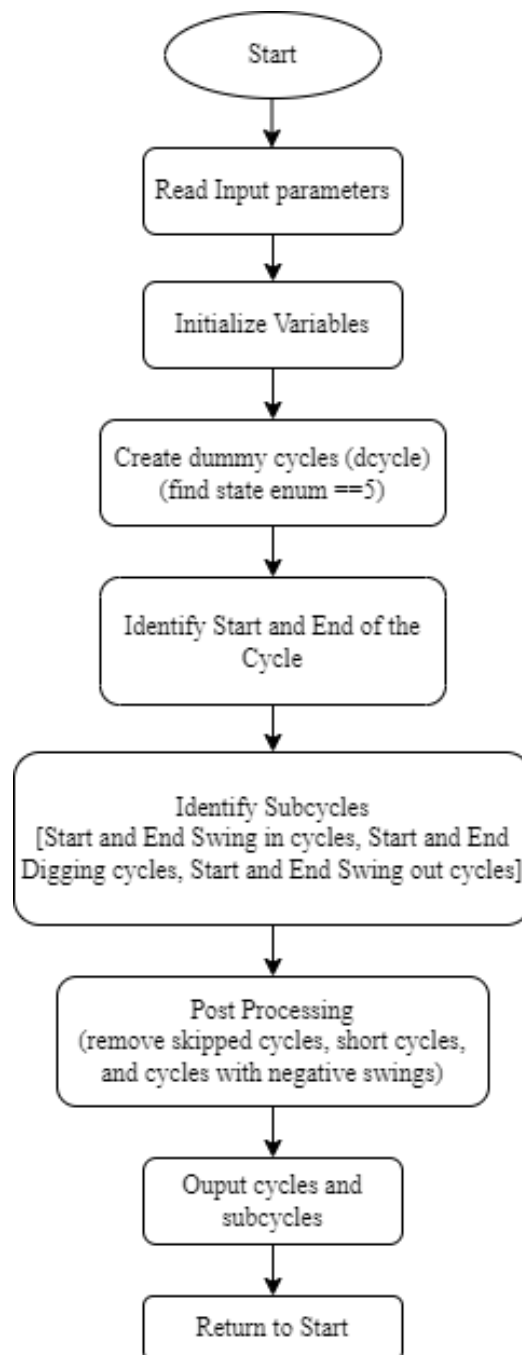 Start
Read Input parameters
Initialize Variables
Create dummy cycles (dcycle)
(find state enum ==5)
Identify Start and End of the
Cycle
Identify Subcycles
[Start and End Swing in cycles, Start and End
Digging cycles, Start and End Swing out cycles]
Post Processing
(remove skipped cycles, short cycles,
and cycles with negative swings)
Ouput cycles and
subcycles
Return to Start